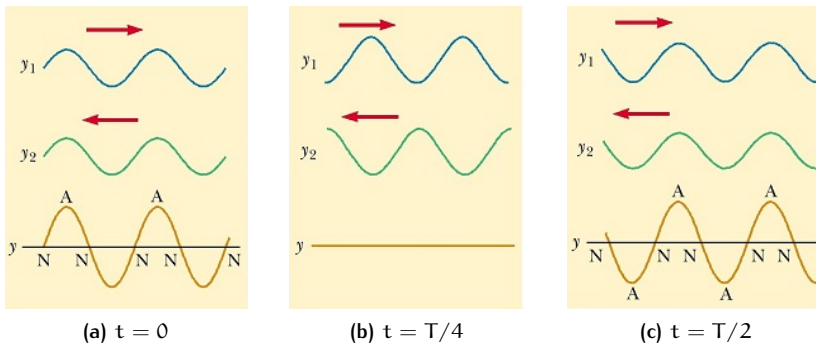 y₁
y₂
A A
y
N N N N N
(a) t = 0
y₁
y₂
y
(b) t = T/4
y₁
y₂
A A
y
N N N N N
A A
(c) t = T/2